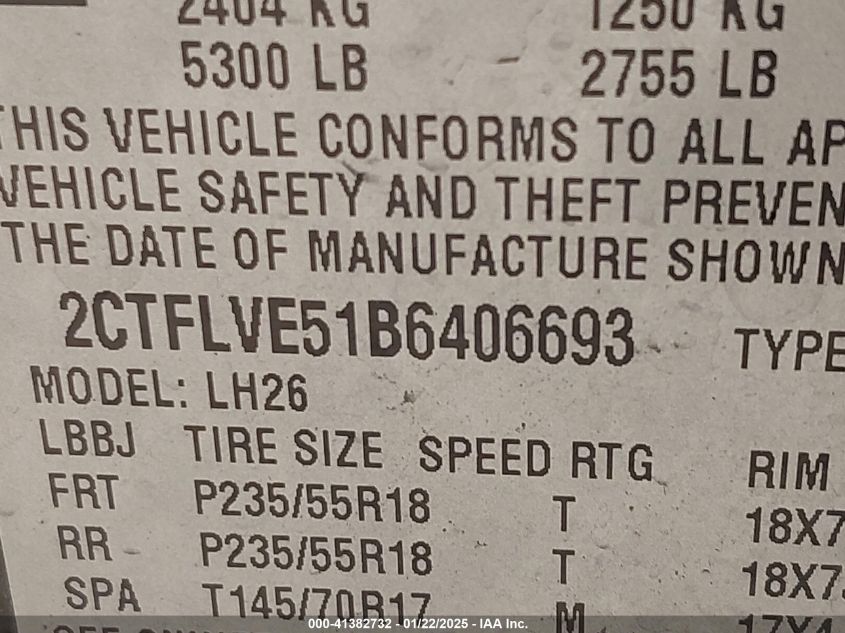 2404 KG 1250 KG
5300 LB 2755 LB
THIS VEHICLE CONFORMS TO ALL AP
VEHICLE SAFETY AND THEFT PREVEN
THE DATE OF MANUFACTURE SHOWN
2CTFLVE51B6406693 TYPE
MODEL: LH26
LBBJ TIRE SIZE SPEED RTG RIM
FRT P235/55R18 T 18X7
RR P235/55R18 T 18X7
SPA T145/70R17 M 17X4
000-41382732 - 01/22/2025 - IAA Inc.